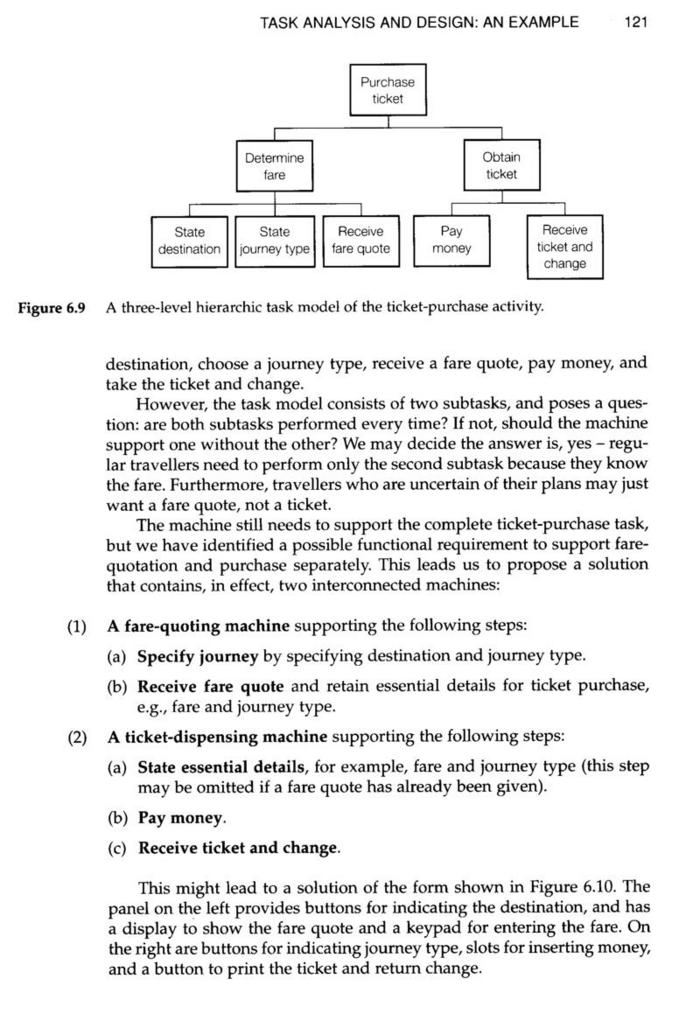 TASK ANALYSIS AND DESIGN: AN EXAMPLE 121
Purchase
ticket
Determine
fare
Obtain
ticket
State
destination
State
journey type
Receive
fare quote
Pay
money
Receive
ticket and
change
Figure 6.9 A three-level hierarchic task model of the ticket-purchase activity.
destination, choose a journey type, receive a fare quote, pay money, and
take the ticket and change.
However, the task model consists of two subtasks, and poses a ques-
tion: are both subtasks performed every time? If not, should the machine
support one without the other? We may decide the answer is, yes – regu-
lar travellers need to perform only the second subtask because they know
the fare. Furthermore, travellers who are uncertain of their plans may just
want a fare quote, not a ticket.
The machine still needs to support the complete ticket-purchase task,
but we have identified a possible functional requirement to support fare-
quotation and purchase separately. This leads us to propose a solution
that contains, in effect, two interconnected machines:
(1) A fare-quoting machine supporting the following steps:
(a) Specify journey by specifying destination and journey type.
(b) Receive fare quote and retain essential details for ticket purchase,
e.g., fare and journey type.
(2) A ticket-dispensing machine supporting the following steps:
(a) State essential details, for example, fare and journey type (this step
may be omitted if a fare quote has already been given).
(b) Pay money.
(c) Receive ticket and change.
This might lead to a solution of the form shown in Figure 6.10. The
panel on the left provides buttons for indicating the destination, and has
a display to show the fare quote and a keypad for entering the fare. On
the right are buttons for indicating journey type, slots for inserting money,
and a button to print the ticket and return change.